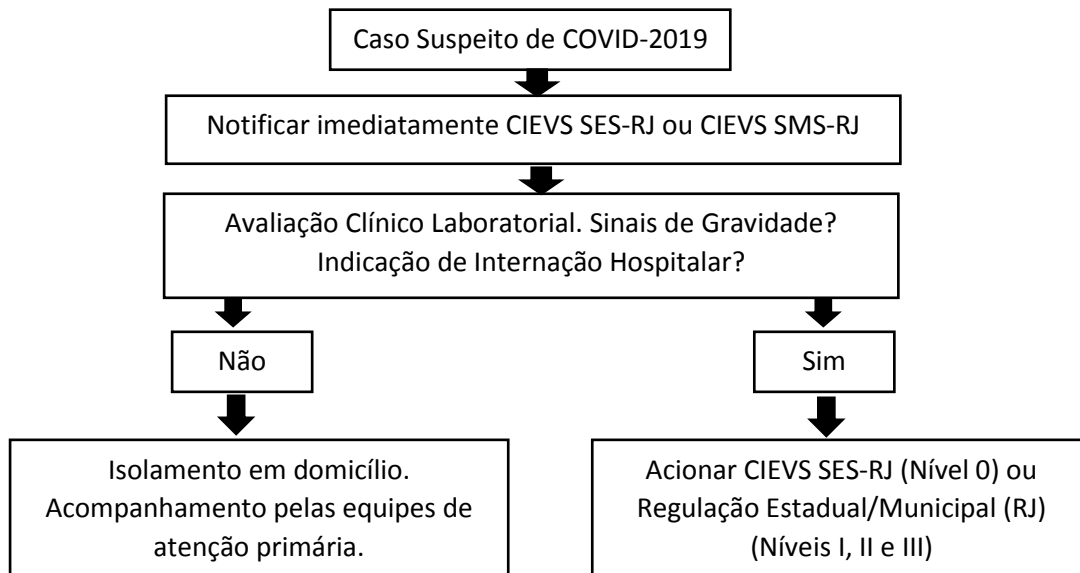 Caso Suspeito de COVID-2019
Notificar imediatamente CIEVS SES-RJ ou CIEVS SMS-RJ
Avaliação Clínico Laboratorial. Sinais de Gravidade?
Indicação de Internação Hospitalar?
Não
Sim
Isolamento em domicílio.
Acompanhamento pelas equipes de
atenção primária.
Acionar CIEVS SES-RJ (Nível 0) ou
Regulação Estadual/Municipal (RJ)
(Níveis I, II e III)